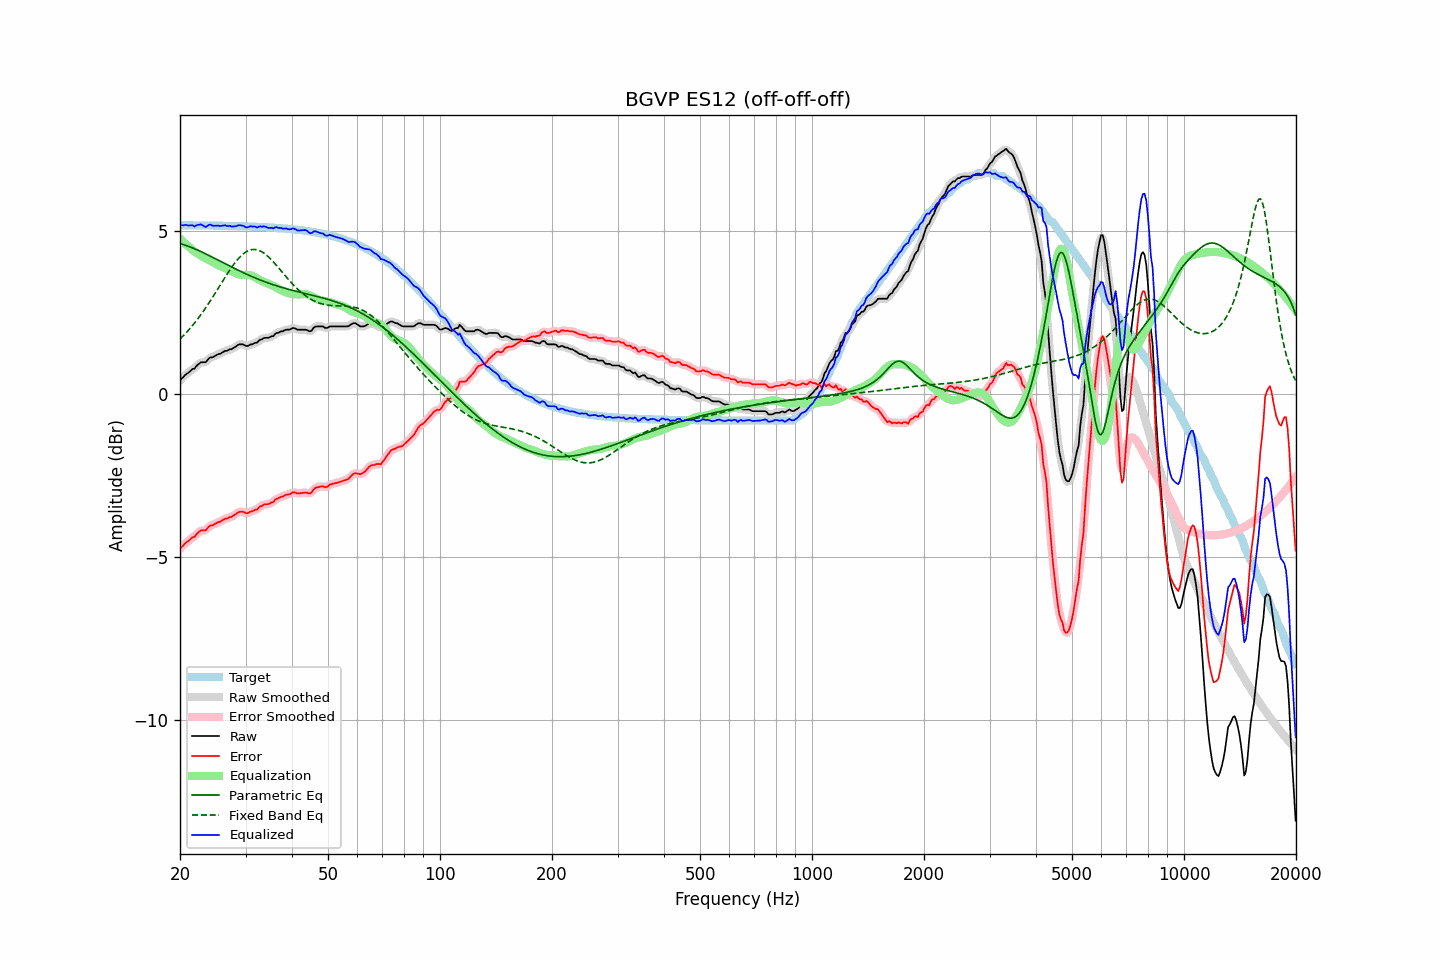 BGVP ES12 (off-off-off)
Amplitude (dBr)
5
0
−5
−10
Target
Raw Smoothed
Error Smoothed
Raw
Error
Equalization
Parametric Eq
Fixed Band Eq
Equalized
20 50 100 200 500 1000 2000 5000 10000 20000
Frequency (Hz)